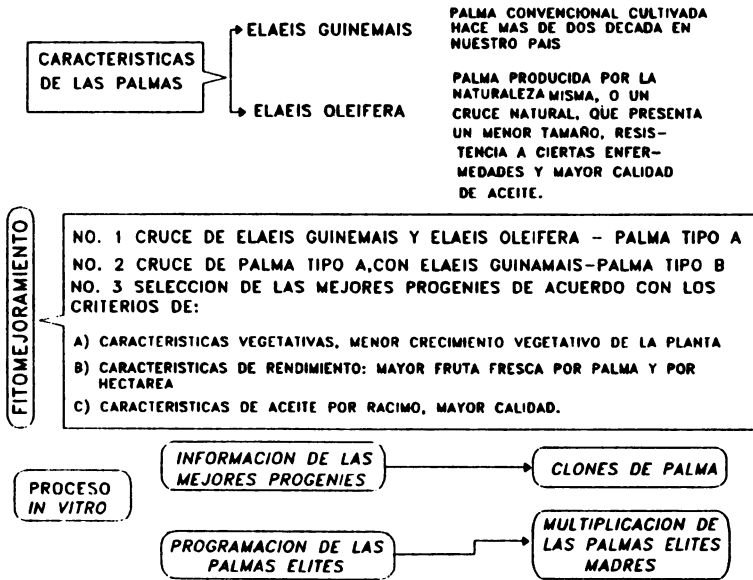 CARACTERISTICAS
DE LAS PALMAS
ELAEIS GUINEMAIS
PALMA CONVENCIONAL CULTIVADA
HACE MAS DE DOS DECADA EN
NUESTRO PAIS
ELAEIS OLEIFERA
PALMA PRODUCIDA POR LA
NATURALEZA MISMA, O UN
CRUCE NATURAL, QUE PRESENTA
UN MENOR TAMAÑO, RESIS-
TENCIA A CIERTAS ENFER-
MEDADES Y MAYOR CALIDAD
DE ACEITE.
FITOMEJORAMIENTO
NO. 1 CRUCE DE ELAEIS GUINEMAIS Y ELAEIS OLEIFERA - PALMA TIPO A
NO. 2 CRUCE DE PALMA TIPO A,CON ELAEIS GUINAMAIS-PALMA TIPO B
NO. 3 SELECCION DE LAS MEJORES PROGENIES DE ACUERDO CON LOS
CRITERIOS DE:
A) CARACTERISTICAS VEGETATIVAS, MENOR CRECIMIENTO VEGETATIVO DE LA PLANTA
B) CARACTERISTICAS DE RENDIMIENTO: MAYOR FRUTA FRESCA POR PALMA Y POR
HECTAREA
C) CARACTERISTICAS DE ACEITE POR RACIMO, MAYOR CALIDAD.
PROCESO
IN VITRO
INFORMACION DE LAS
MEJORES PROGENIES
CLONES DE PALMA
PROGRAMACION DE LAS
PALMAS ELITES
MULTIPLICACION DE
LAS PALMAS ELITES
MADRES